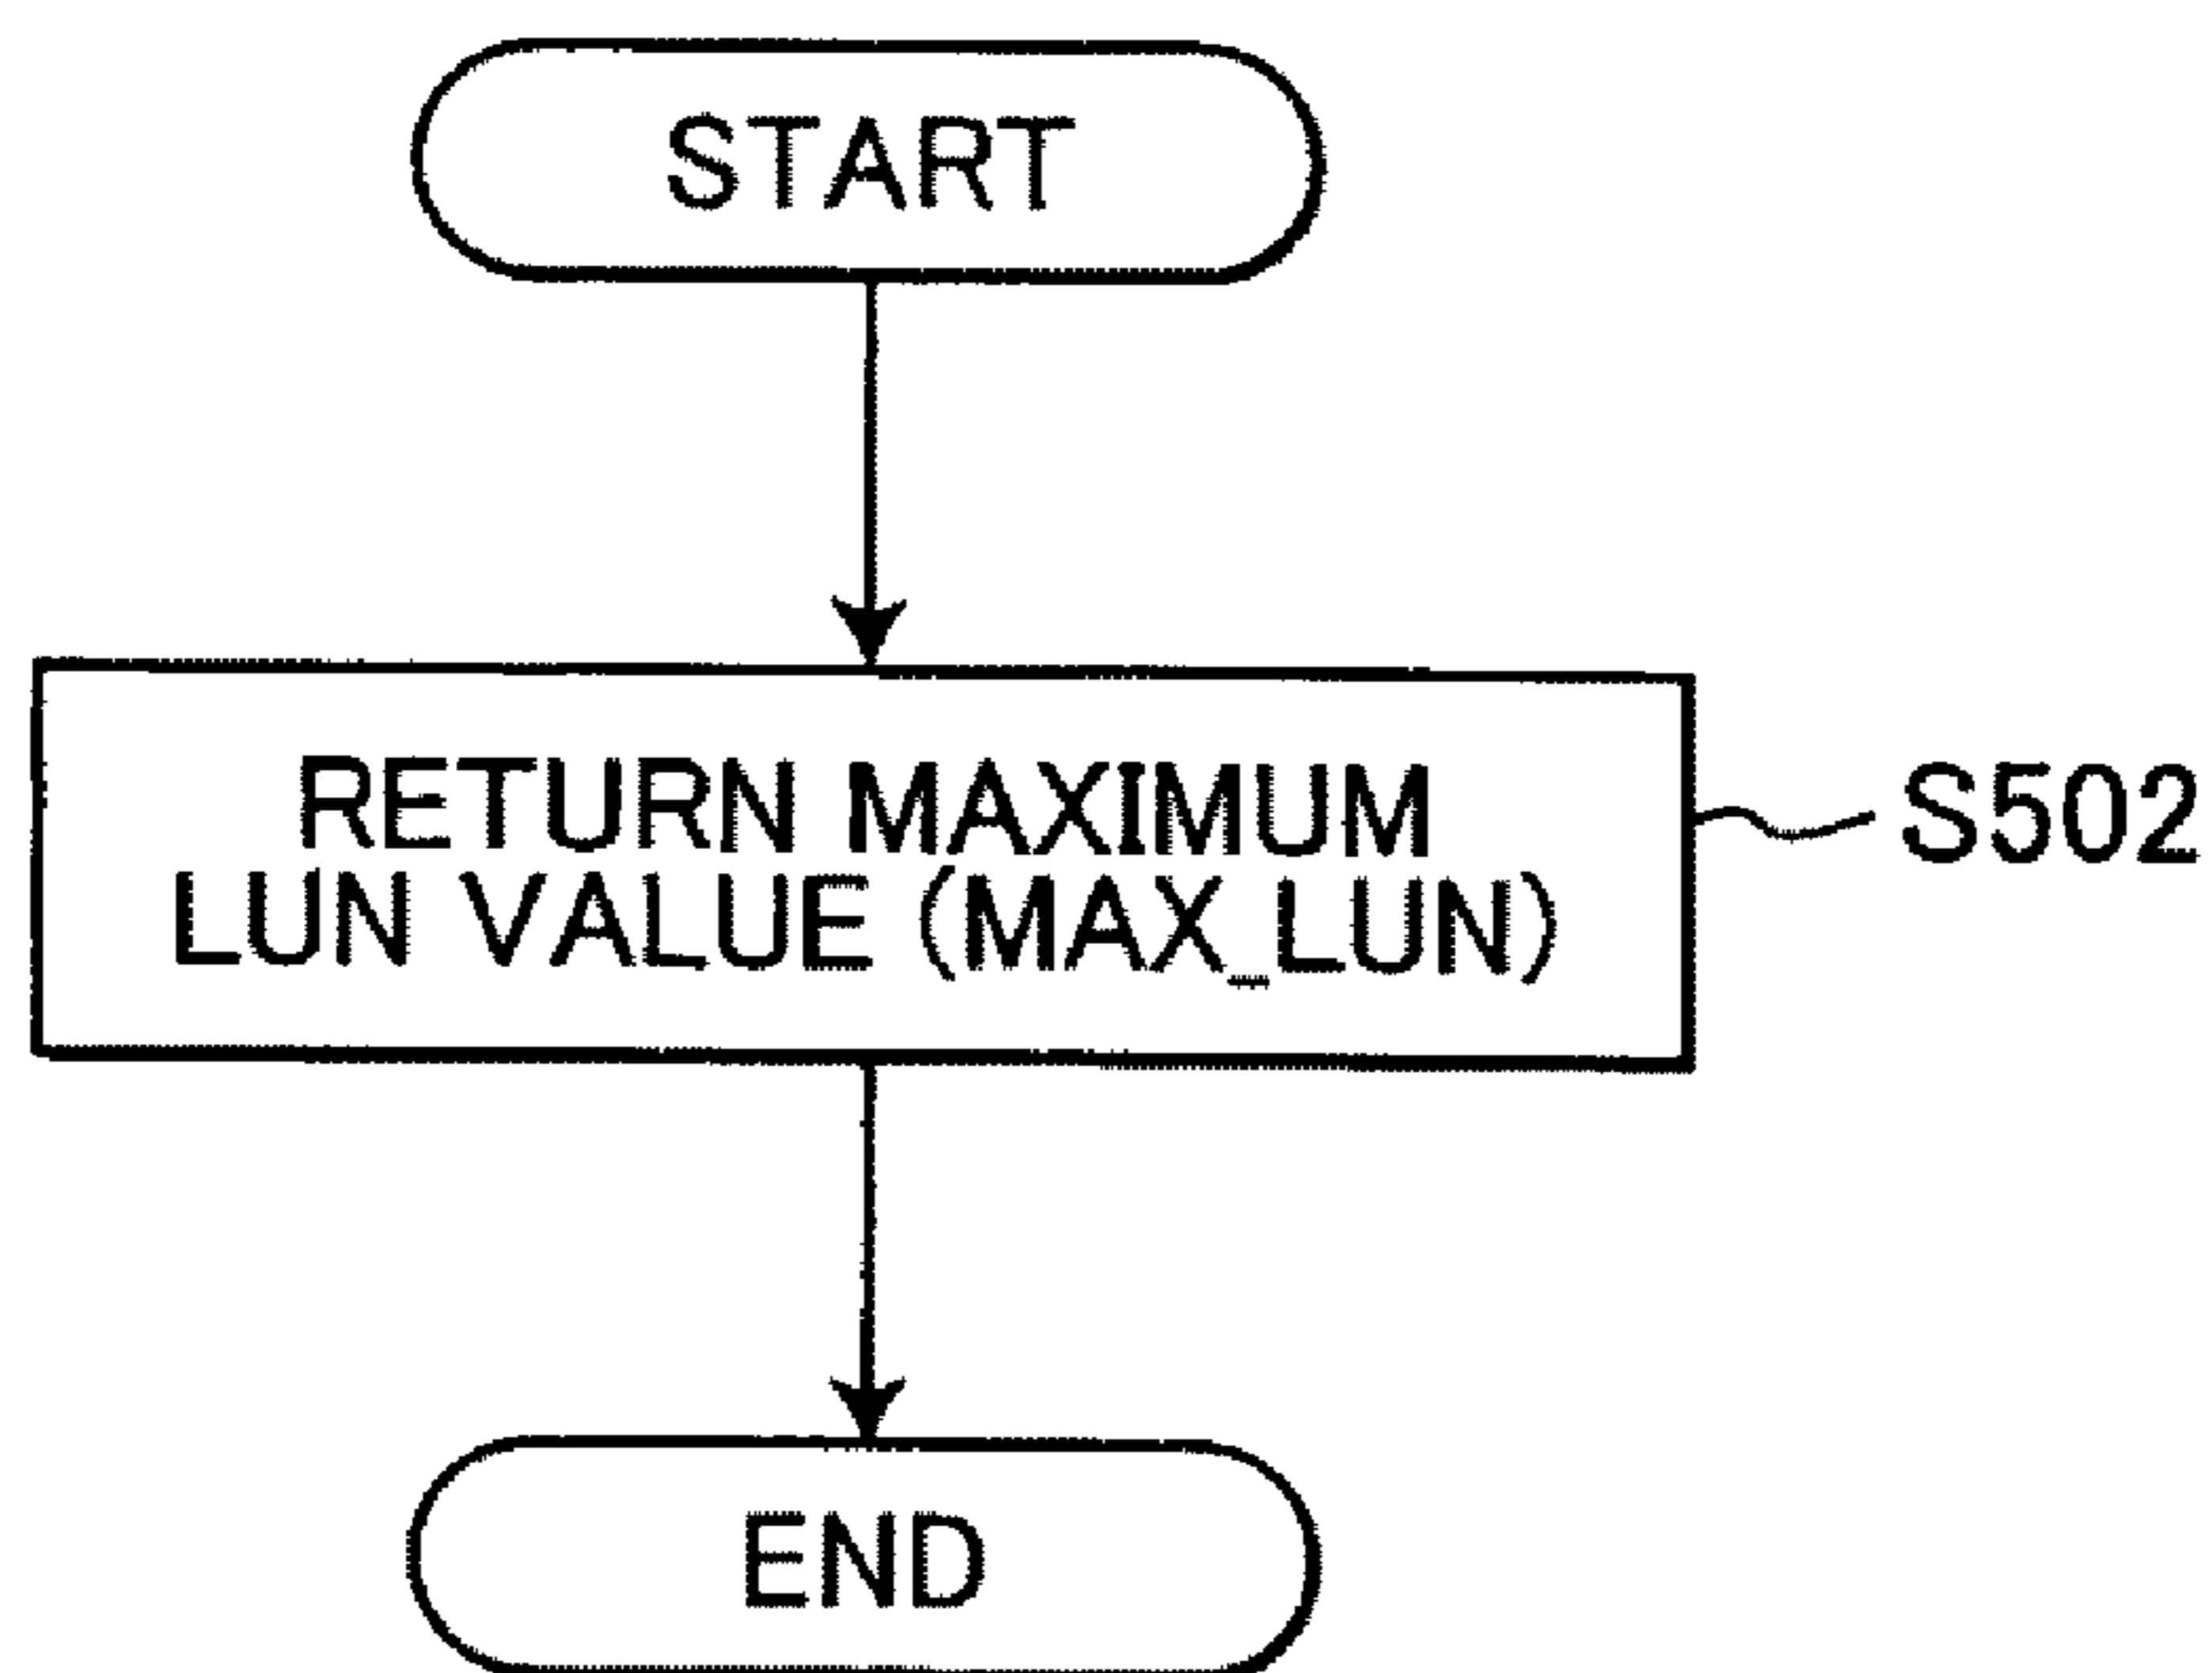 START
RETURN MAXIMUM
LUN VALUE (MAX_LUN)
S502
END